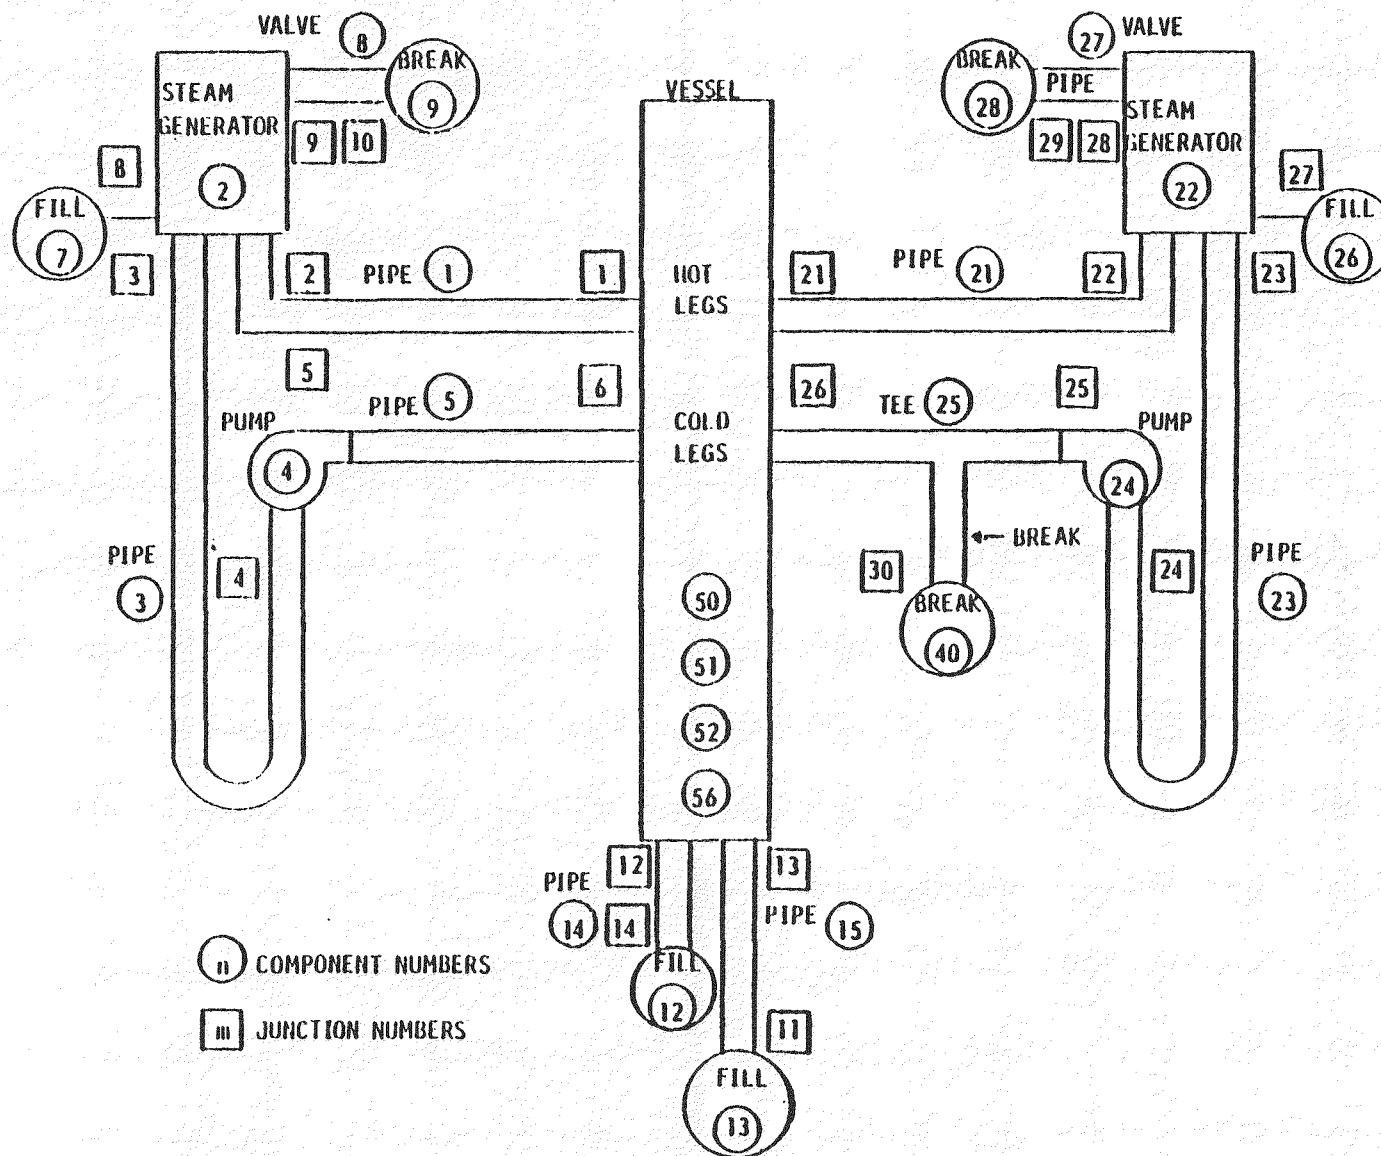 VALVE 8
BREAK
9
STEAM
GENERATOR
2
9 10
8
FILL
7
3
2 PIPE 1 1
5
PIPE 5 6
PUMP
4
PIPE
3
4
VESSEL
HOT
LEGS
COLD
LEGS
50
51
52
56
27 VALVE
BREAK
28
PIPE
STEAM
GENERATOR
22
29 28
27
FILL
26
21 PIPE 21 22 23
26 TEE 25 25
PUMP
24
BREAK
30
BREAK
40
24
PIPE
23
12 13
PIPE
14 14
PIPE 15
FILL
12
11
FILL
13
n COMPONENT NUMBERS
m JUNCTION NUMBERS